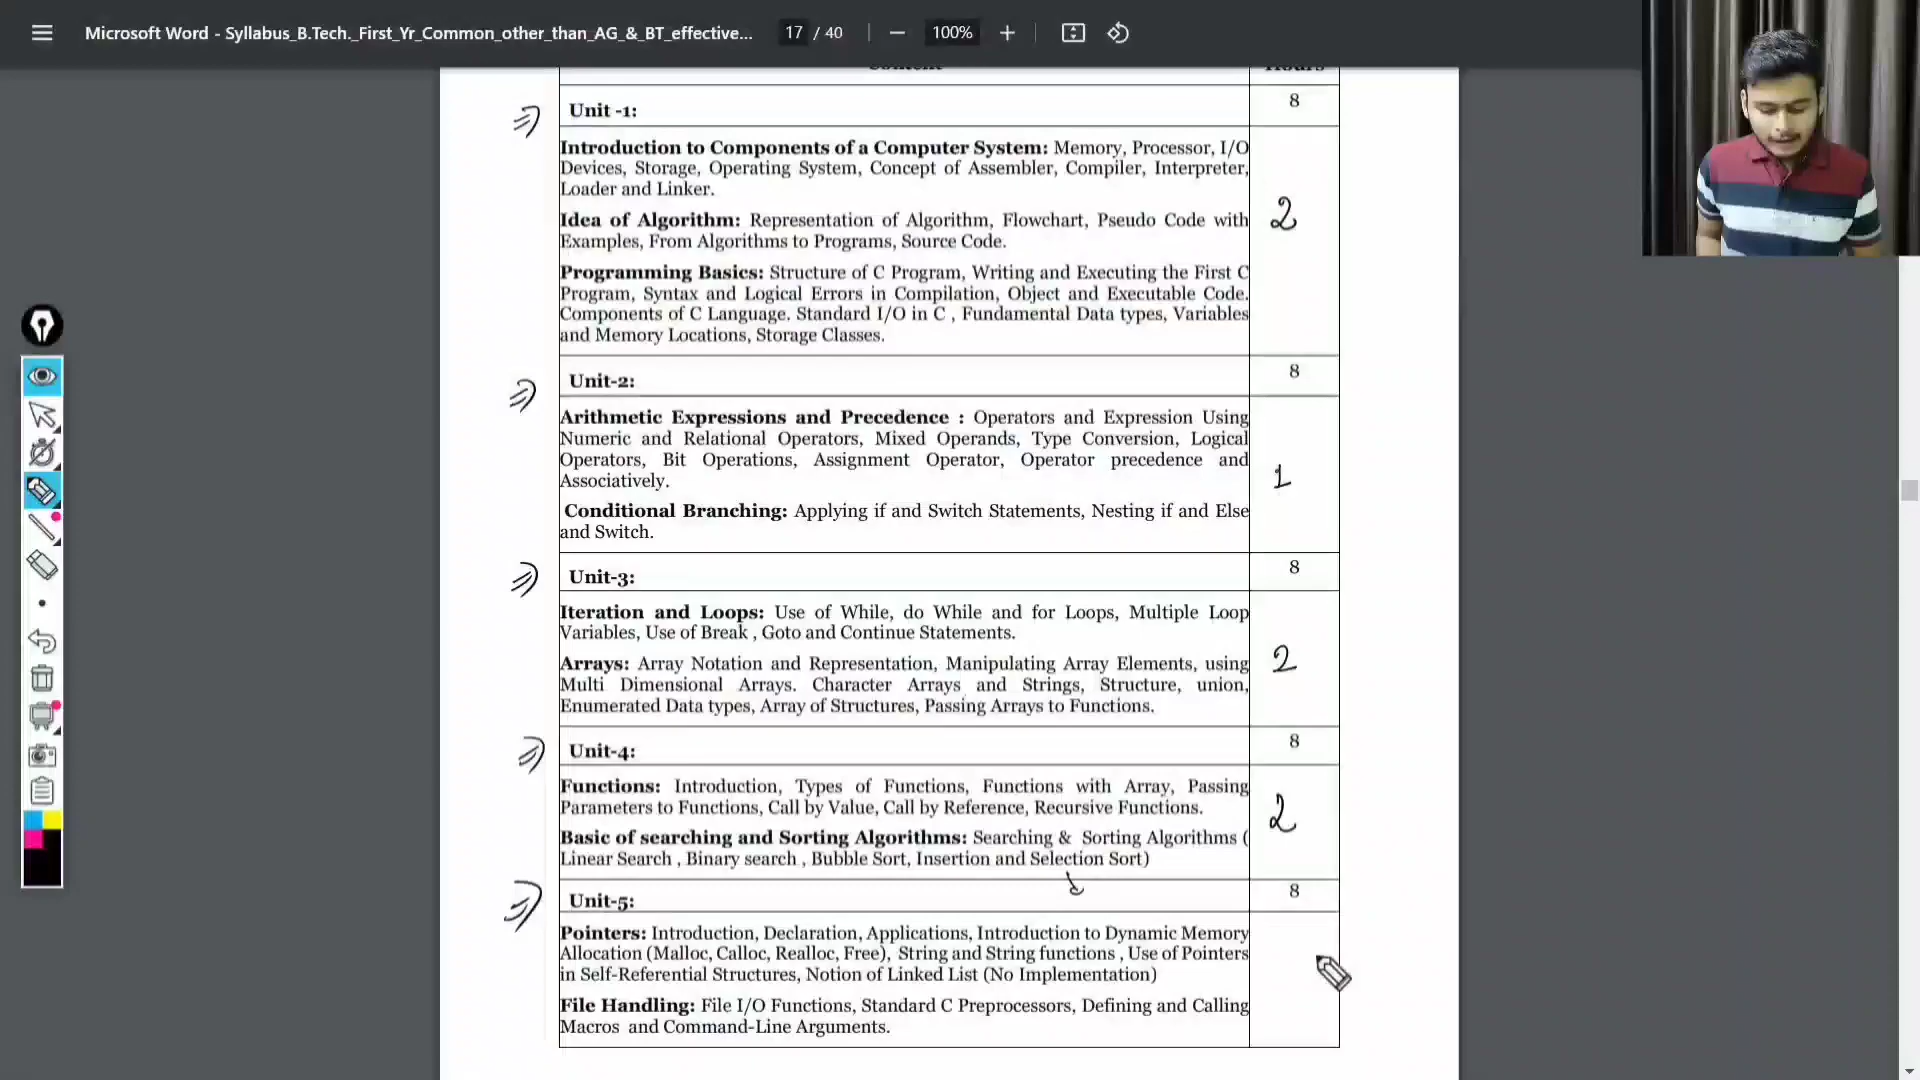 Microsoft Word - Syllabus_B.Tech._First_Yr_Common_other_than_AG_&_BT_effective... 17 / 40 100%
Content Hours
Unit -1: 8
Introduction to Components of a Computer System: Memory, Processor, I/O
Devices, Storage, Operating System, Concept of Assembler, Compiler, Interpreter,
Loader and Linker.
2
Idea of Algorithm: Representation of Algorithm, Flowchart, Pseudo Code with
Examples, From Algorithms to Programs, Source Code.
Programming Basics: Structure of C Program, Writing and Executing the First C
Program, Syntax and Logical Errors in Compilation, Object and Executable Code.
Components of C Language. Standard I/O in C , Fundamental Data types, Variables
and Memory Locations, Storage Classes.
Unit-2: 8
Arithmetic Expressions and Precedence : Operators and Expression Using
Numeric and Relational Operators, Mixed Operands, Type Conversion, Logical
Operators, Bit Operations, Assignment Operator, Operator precedence and
Associatively.
1
Conditional Branching: Applying if and Switch Statements, Nesting if and Else
and Switch.
Unit-3: 8
Iteration and Loops: Use of While, do While and for Loops, Multiple Loop
Variables, Use of Break , Goto and Continue Statements.
2
Arrays: Array Notation and Representation, Manipulating Array Elements, using
Multi Dimensional Arrays. Character Arrays and Strings, Structure, union,
Enumerated Data types, Array of Structures, Passing Arrays to Functions.
Unit-4: 8
Functions: Introduction, Types of Functions, Functions with Array, Passing
Parameters to Functions, Call by Value, Call by Reference, Recursive Functions.
2
Basic of searching and Sorting Algorithms: Searching & Sorting Algorithms (
Linear Search , Binary search , Bubble Sort, Insertion and Selection Sort)
Unit-5: 8
Pointers: Introduction, Declaration, Applications, Introduction to Dynamic Memory
Allocation (Malloc, Calloc, Realloc, Free), String and String functions , Use of Pointers
in Self-Referential Structures, Notion of Linked List (No Implementation)
File Handling: File I/O Functions, Standard C Preprocessors, Defining and Calling
Macros and Command-Line Arguments.